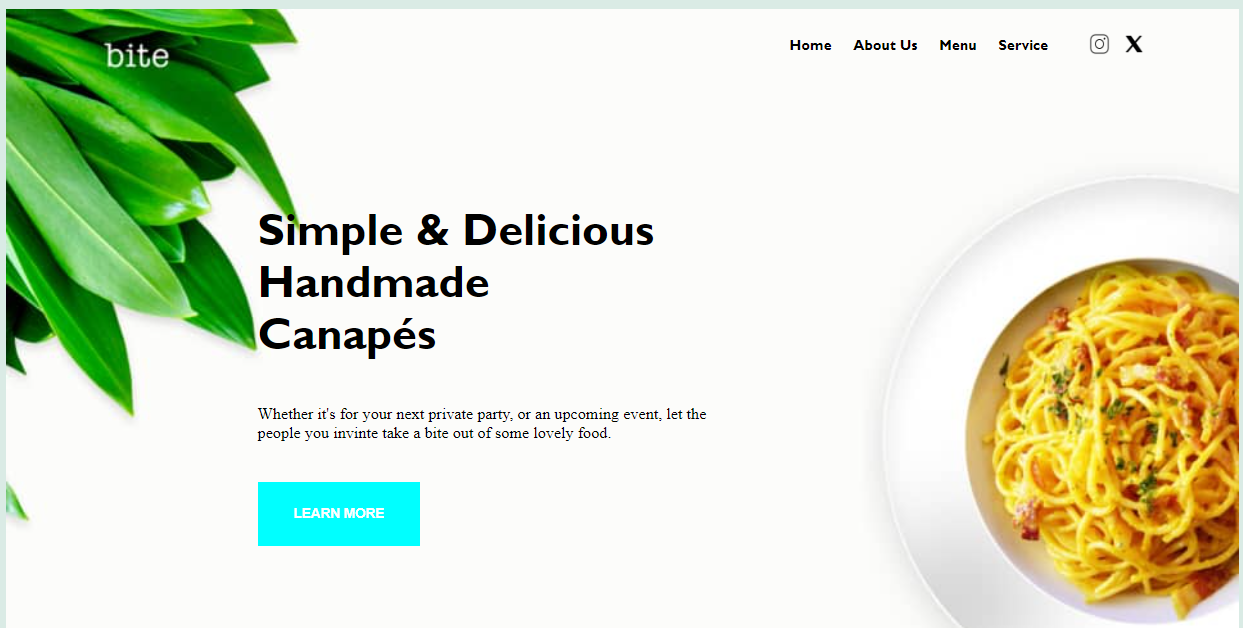 bite
Home About Us Menu Service
Simple & Delicious
Handmade
Canapés
Whether it's for your next private party, or an upcoming event, let the
people you invinte take a bite out of some lovely food.
LEARN MORE